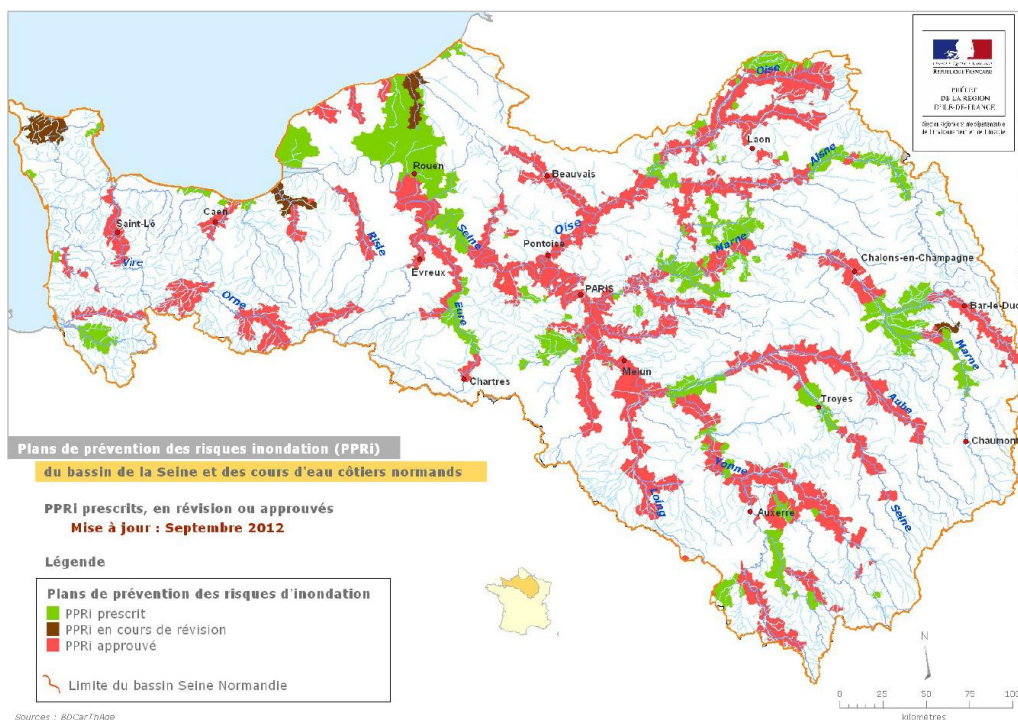 RÉPUBLIQUE FRANÇAISE
PRÉFET
DE LA RÉGION
D'ILE-DE-FRANCE
Oise
Laon
Aisne
Rouen
Beauvais
Saint-Lô
Caen
Vire
Risle
Seine
Oise
Pontoise
Marne
Chalons-en-Champagne
Evreux
PARIS
Bar-le-Duc
Orne
Eure
Marne
Melun
Chartres
Troyes
Aube
Chaumont
Yonne
Loing
Auxerre
Seine
Plans de prévention des risques inondation (PPRi)
du bassin de la Seine et des cours d'eau côtiers normands
PPRi prescrits, en révision ou approuvés
Mise à jour : Septembre 2012
Légende
Plans de prévention des risques d'inondation
PPRi prescrit
PPRi en cours de révision
PPRi approuvé
Limite du bassin Seine Normandie
N
0 25 50 75 100
kilomètres
Sources : BDCarThAge